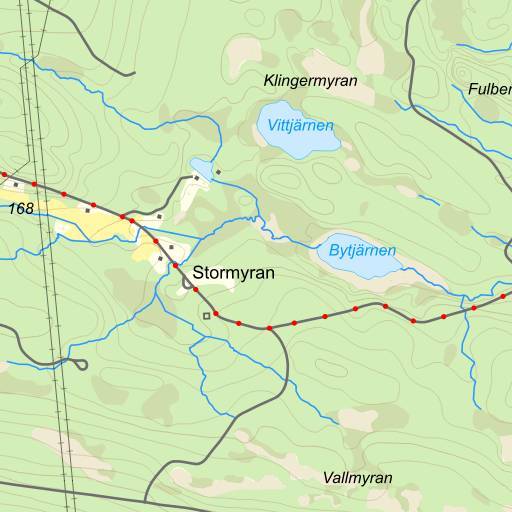 Klingermyran
Fulber
Vittjärnen
168
Bytjärnen
Stormyran
Vallmyran